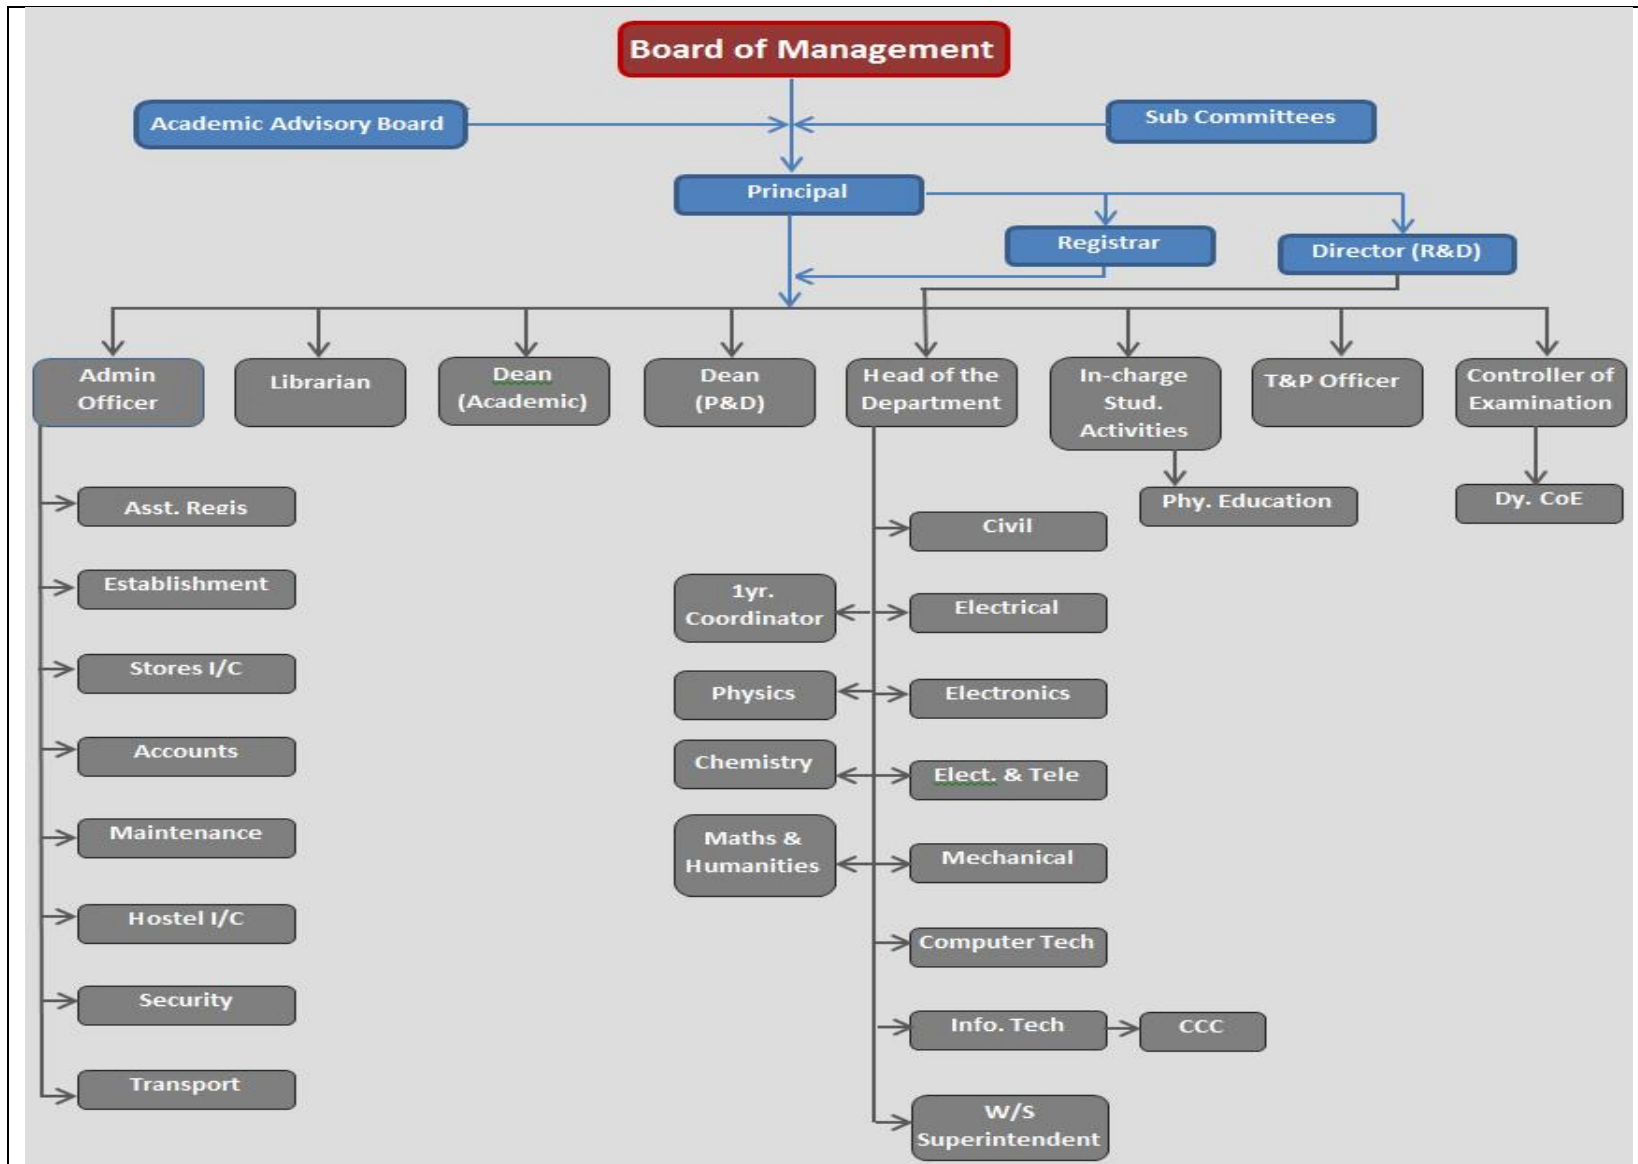 Board of Management
Academic Advisory Board
Sub Committees
Principal
Registrar
Director (R&D)
Admin
Officer
Librarian
Dean
(Academic)
Dean
(P&D)
Head of the
Department
In-charge
Stud.
Activities
T&P Officer
Controller of
Examination
Asst. Regis
Establishment
Stores I/C
Accounts
Maintenance
Hostel I/C
Security
Transport
1yr.
Coordinator
Physics
Chemistry
Maths &
Humanities
Civil
Electrical
Electronics
Elect. & Tele
Mechanical
Computer Tech
Info. Tech
CCC
W/S
Superintendent
Phy. Education
Dy. CoE